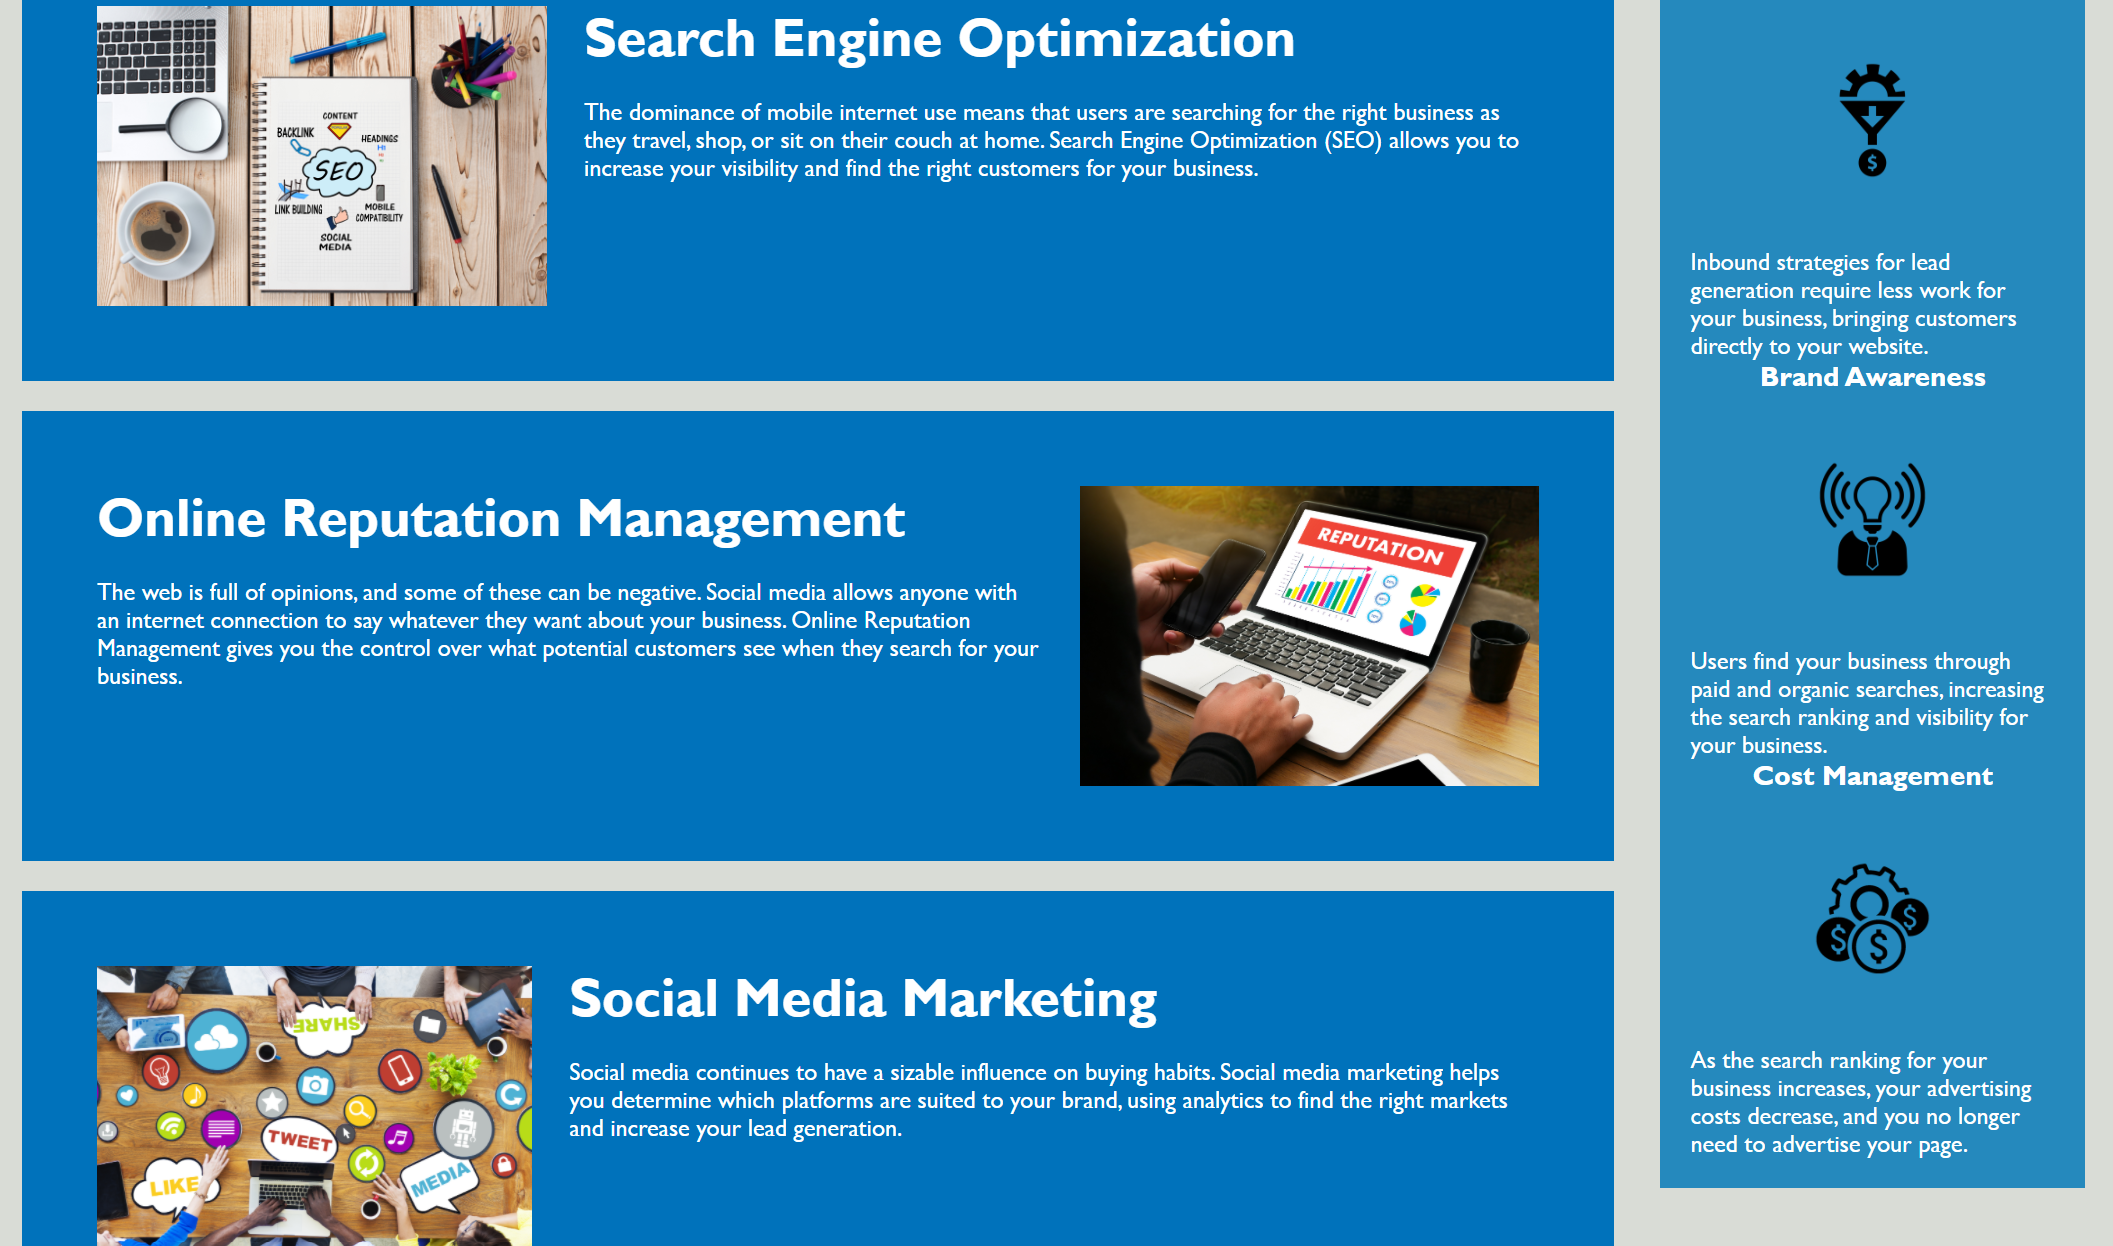 Search Engine Optimization
The dominance of mobile internet use means that users are searching for the right business as
they travel, shop, or sit on their couch at home. Search Engine Optimization (SEO) allows you to
increase your visibility and find the right customers for your business.
CONTENT
BACKLINK
HEADINGS
H1
SEO
LINK BUILDING
MOBILE
COMPATIBILITY
SOCIAL
MEDIA
Online Reputation Management
The web is full of opinions, and some of these can be negative. Social media allows anyone with
an internet connection to say whatever they want about your business. Online Reputation
Management gives you the control over what potential customers see when they search for your
business.
REPUTATION
Social Media Marketing
Social media continues to have a sizable influence on buying habits. Social media marketing helps
you determine which platforms are suited to your brand, using analytics to find the right markets
and increase your lead generation.
SHARE
TWEET
LIKE
MEDIA
$
Inbound strategies for lead
generation require less work for
your business, bringing customers
directly to your website.
Brand Awareness
Users find your business through
paid and organic searches, increasing
the search ranking and visibility for
your business.
Cost Management
$ $ $
As the search ranking for your
business increases, your advertising
costs decrease, and you no longer
need to advertise your page.